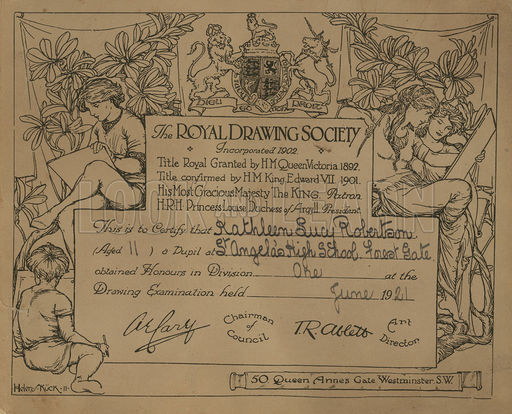 DIEU ET MON DROIT
The ROYAL DRAWING SOCIETY
Incorporated 1902
Title Royal Granted by H.M Queen Victoria 1892.
Title confirmed by H.M King Edward VII. 1901.
His Most Gracious Majesty The KING. Patron
H.R.H. Princess Louise Duchess of Argyll President.
This is to Certify that Kathleen Lucy Robertson
(Aged 11 ) a Pupil at St Angela's High School. Forest Gate
obtained Honours in Division One at the
Drawing Examination held June 1921
Chairman of Council
T.R. Ablett Art Director
Helen Kück · 11 ·
50 Queen Anne's Gate Westminster. S.W.